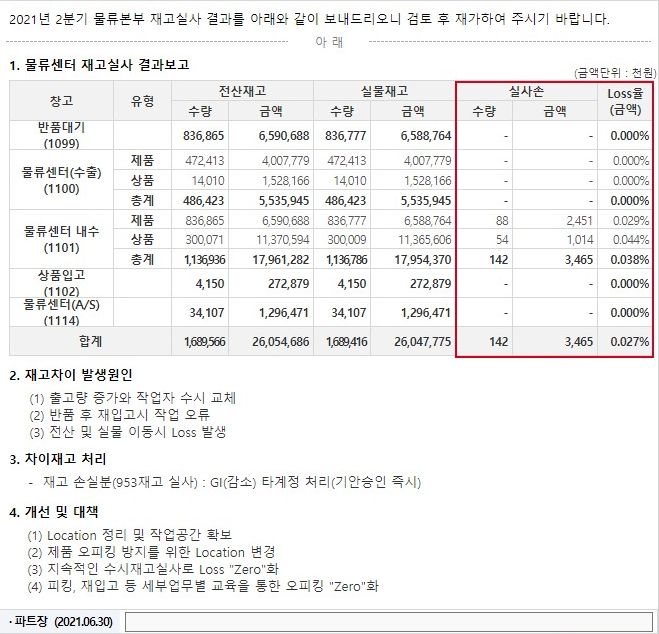 2021년 2분기 물류본부 재고실사 결과를 아래와 같이 보내드리오니 검토 후 재가하여 주시기 바랍니다.
아 래
1. 물류센터 재고실사 결과보고
(금액단위 : 천원)
창고 유형 전산재고 실물재고 실사손 Loss율 (금액)
수량 금액 수량 금액 수량 금액
반품대기 (1099) 836,865 6,590,688 836,777 6,588,764 - - 0.000%
물류센터(수출) (1100) 제품 472,413 4,007,779 472,413 4,007,779 - - 0.000%
상품 14,010 1,528,166 14,010 1,528,166 - - 0.000%
총계 486,423 5,535,945 486,423 5,535,945 - - 0.000%
물류센터 내수 (1101) 제품 836,865 6,590,688 836,777 6,588,764 88 2,451 0.029%
상품 300,071 11,370,594 300,009 11,365,606 54 1,014 0.044%
총계 1,136,936 17,961,282 1,136,786 17,954,370 142 3,465 0.038%
상품입고 (1102) 4,150 272,879 4,150 272,879 - - 0.000%
물류센터(A/S) (1114) 34,107 1,296,471 34,107 1,296,471 - - 0.000%
합계 1,689,566 26,054,686 1,689,416 26,047,775 142 3,465 0.027%
2. 재고차이 발생원인
(1) 출고량 증가와 작업자 수시 교체
(2) 반품 후 재입고시 작업 오류
(3) 전산 및 실물 이동시 Loss 발생
3. 차이재고 처리
- 재고 손실분(953재고 실사) : GI(감소) 타계정 처리(기안승인 즉시)
4. 개선 및 대책
(1) Location 정리 및 작업공간 확보
(2) 제품 오피킹 방지를 위한 Location 변경
(3) 지속적인 수시재고실사로 Loss "Zero"화
(4) 피킹, 재입고 등 세부업무별 교육을 통한 오피킹 "Zero"화
· 파트장 (2021.06.30)